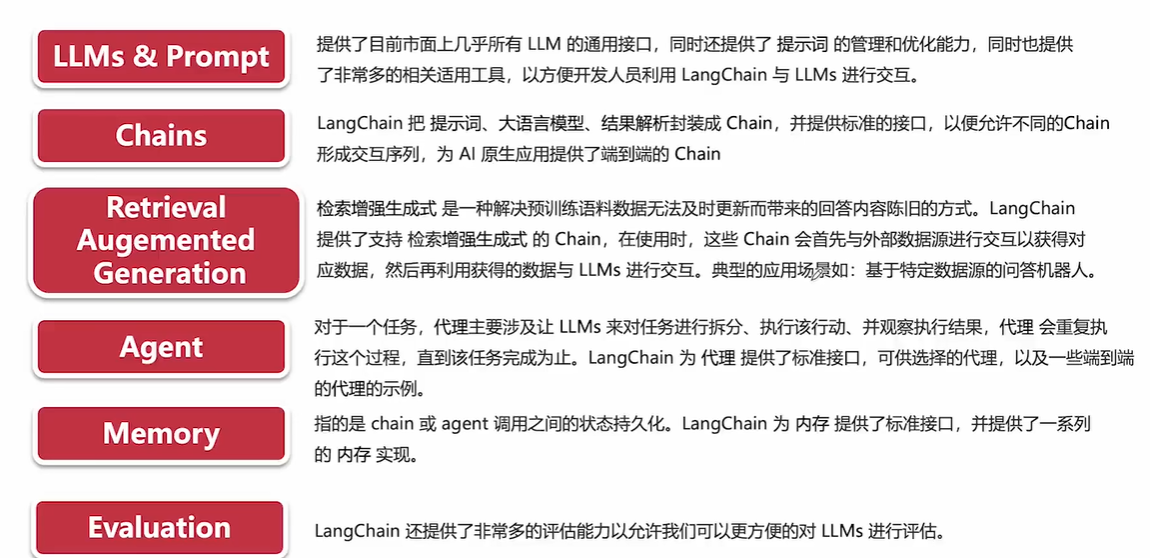 LLMs & Prompt
提供了目前市面上几乎所有 LLM 的通用接口，同时还提供了 提示词 的管理和优化能力，同时也提供
了非常多的相关适用工具，以方便开发人员利用 LangChain 与 LLMs 进行交互。
Chains
LangChain 把 提示词、大语言模型、结果解析封装成 Chain，并提供标准的接口，以便允许不同的Chain
形成交互序列，为 AI 原生应用提供了端到端的 Chain
Retrieval
Augemented
Generation
检索增强生成式 是一种解决预训练语料数据无法及时更新而带来的回答内容陈旧的方式。LangChain
提供了支持 检索增强生成式 的 Chain，在使用时，这些 Chain 会首先与外部数据源进行交互以获得对
应数据，然后再利用获得的数据与 LLMs 进行交互。典型的应用场景如：基于特定数据源的问答机器人。
Agent
对于一个任务，代理主要涉及让 LLMs 来对任务进行拆分、执行该行动、并观察执行结果，代理 会重复执
行这个过程，直到该任务完成为止。LangChain 为 代理 提供了标准接口，可供选择的代理，以及一些端到端
的代理的示例。
Memory
指的是 chain 或 agent 调用之间的状态持久化。LangChain 为 内存 提供了标准接口，并提供了一系列
的 内存 实现。
Evaluation
LangChain 还提供了非常多的评估能力以允许我们可以更方便的对 LLMs 进行评估。